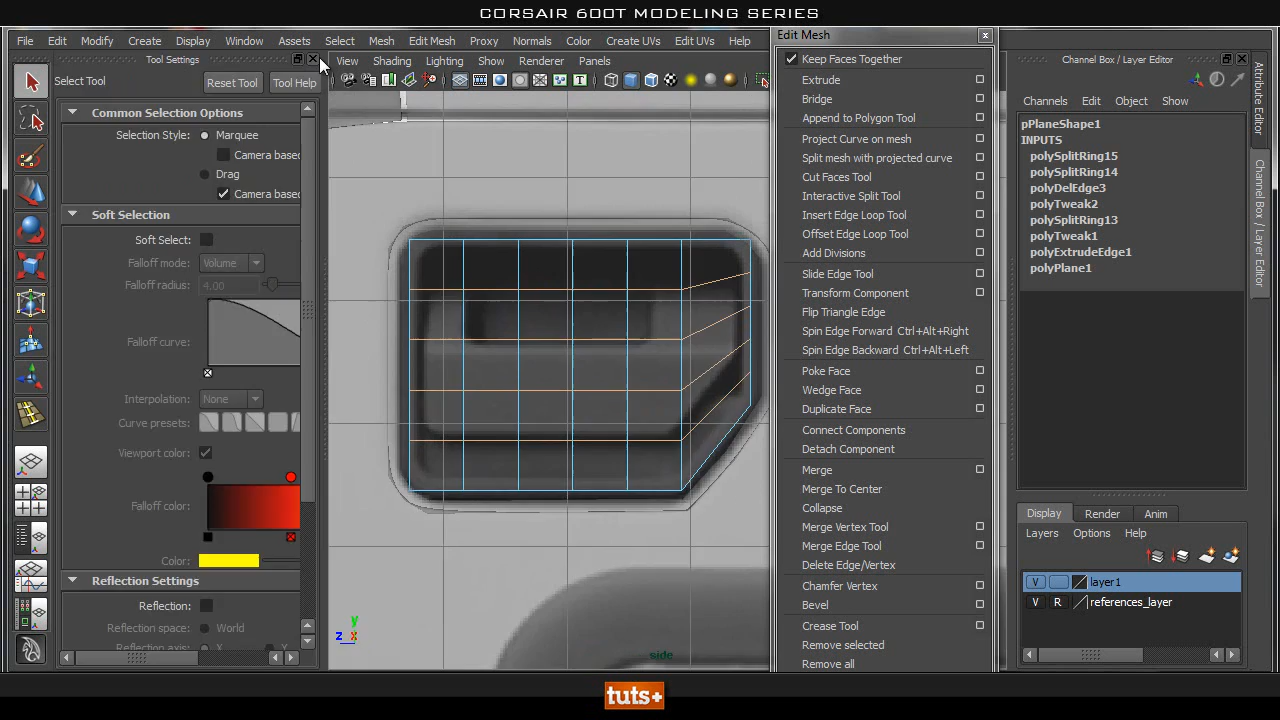 CORSAIR 600T MODELING SERIES
File Edit Modify Create Display Window Assets Select Mesh Edit Mesh Proxy Normals Color Create UVs Edit UVs Help
Edit Mesh
Tool Settings
Select Tool
Reset Tool
Tool Help
Common Selection Options
Selection Style: Marquee
Camera based
Drag
Camera based
Soft Selection
Soft Select:
Falloff mode: Volume
Falloff radius: 4.00
Falloff curve:
Interpolation: None
Curve presets:
Viewport color:
Falloff color:
Color:
Reflection Settings
Reflection:
Reflection space: World
Reflection axis: X
View Shading Lighting Show Renderer Panels
y
z x
side
Keep Faces Together
Extrude
Bridge
Append to Polygon Tool
Project Curve on mesh
Split mesh with projected curve
Cut Faces Tool
Interactive Split Tool
Insert Edge Loop Tool
Offset Edge Loop Tool
Add Divisions
Slide Edge Tool
Transform Component
Flip Triangle Edge
Spin Edge Forward Ctrl+Alt+Right
Spin Edge Backward Ctrl+Alt+Left
Poke Face
Wedge Face
Duplicate Face
Connect Components
Detach Component
Merge
Merge To Center
Collapse
Merge Vertex Tool
Merge Edge Tool
Delete Edge/Vertex
Chamfer Vertex
Bevel
Crease Tool
Remove selected
Remove all
Channel Box / Layer Editor
Channels Edit Object Show
pPlaneShape1
INPUTS
polySplitRing15
polySplitRing14
polyDelEdge3
polyTweak2
polySplitRing13
polyTweak1
polyExtrudeEdge1
polyPlane1
Attribute Editor
Channel Box / Layer Editor
Display Render Anim
Layers Options Help
V layer1
V R references_layer
tuts+